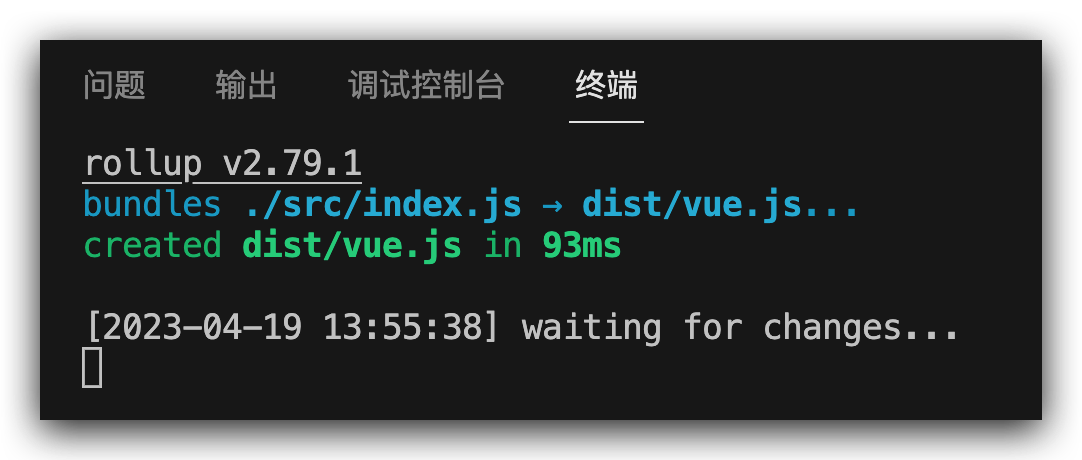 问题 输出 调试控制台 终端
rollup v2.79.1
bundles ./src/index.js → dist/vue.js...
created dist/vue.js in 93ms
[2023-04-19 13:55:38] waiting for changes...